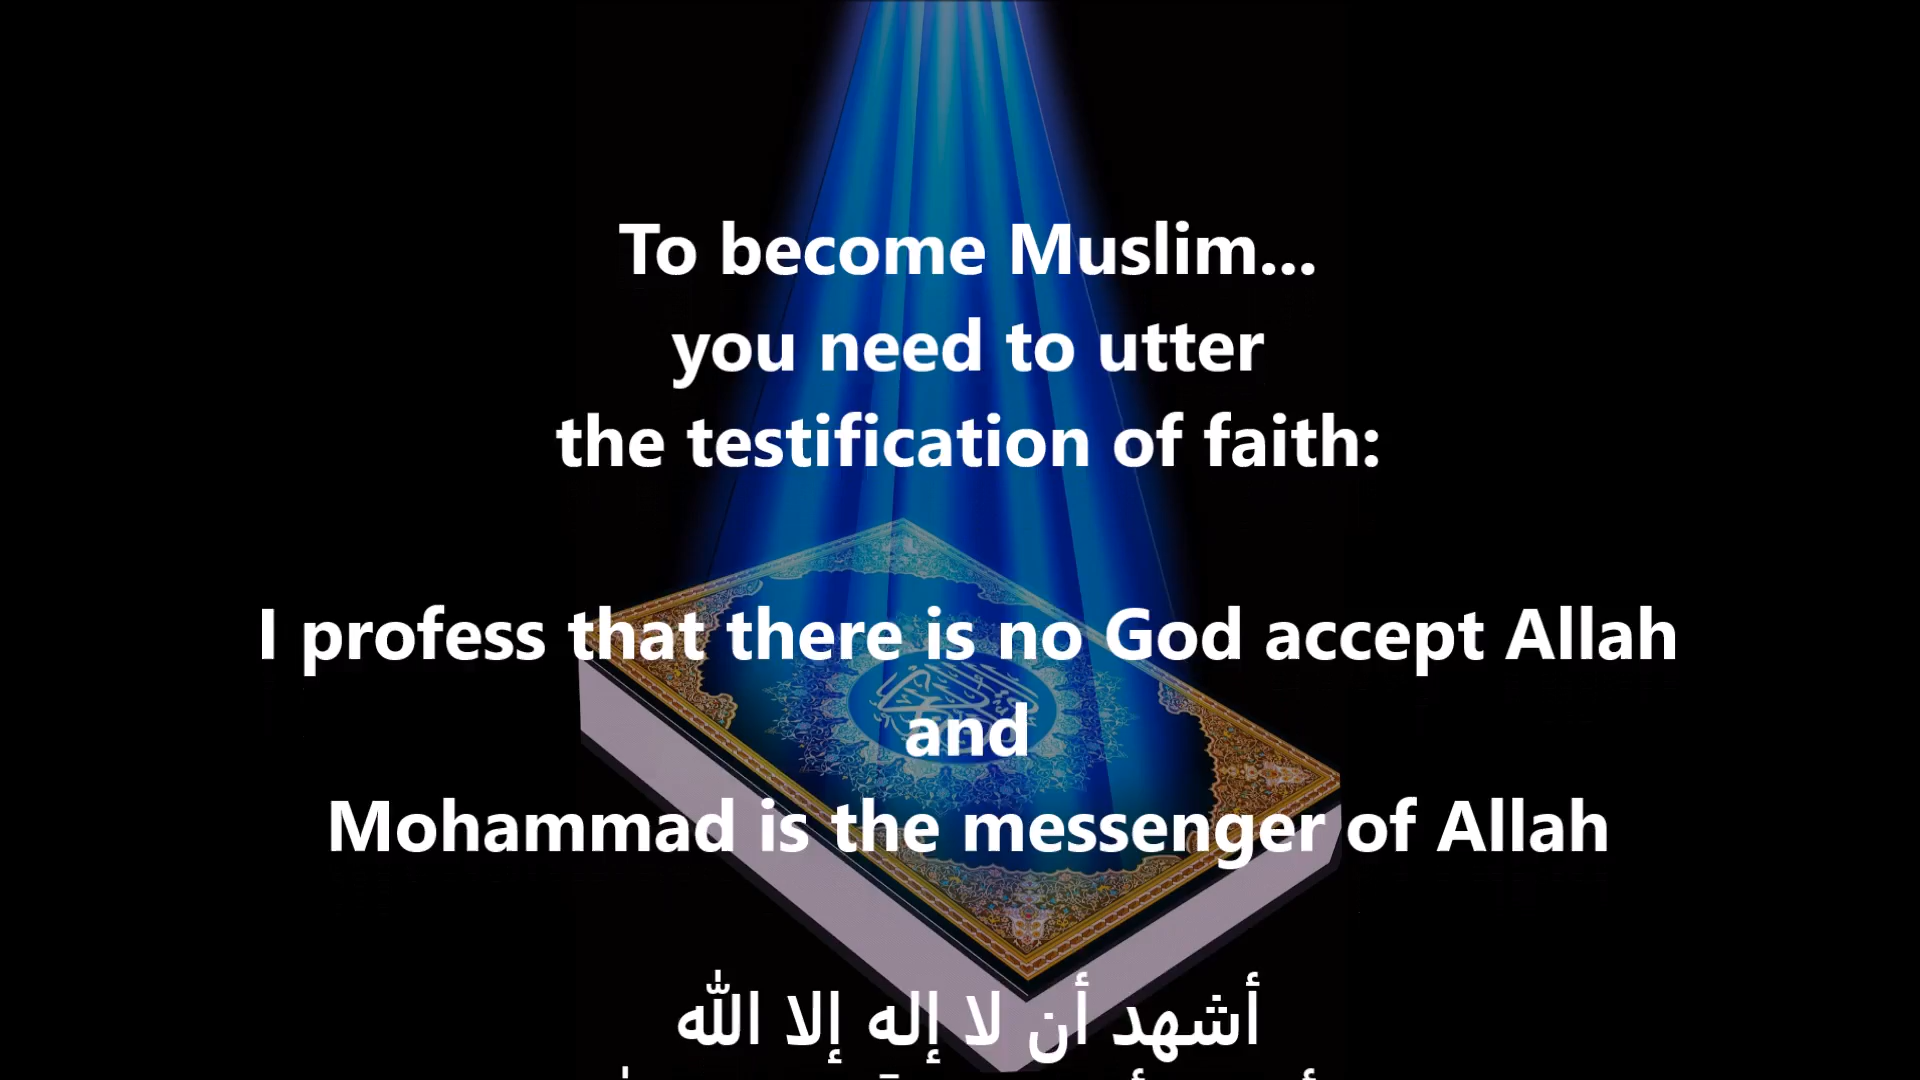 To become Muslim...
you need to utter
the testification of faith:
I profess that there is no God accept Allah
and
Mohammad is the messenger of Allah
أشهد أن لا إله إلا الله